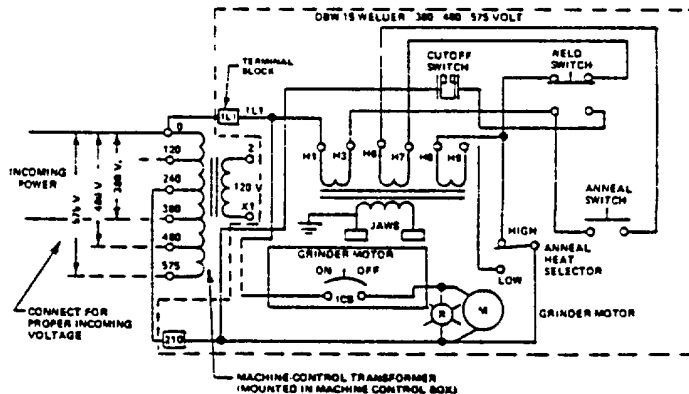 DBW 15 WELDER 380 480 575 VOLT
TERMINAL
BLOCK
CUTOFF
SWITCH
WELD
SWITCH
1L1
1L1
0
120
240
380
480
575
INCOMING
POWER
575 V
480 V.
380 V.
2
120 V
X1
H1
H3
H6
H7
H8
H9
JAWS
ANNEAL
SWITCH
HIGH
LOW
ANNEAL
HEAT
SELECTOR
GRINDER MOTOR
ON
OFF
1CB
R
M
GRINDER MOTOR
CONNECT FOR
PROPER INCOMING
VOLTAGE
210
MACHINE-CONTROL TRANSFORMER
(MOUNTED IN MACHINE CONTROL BOX)